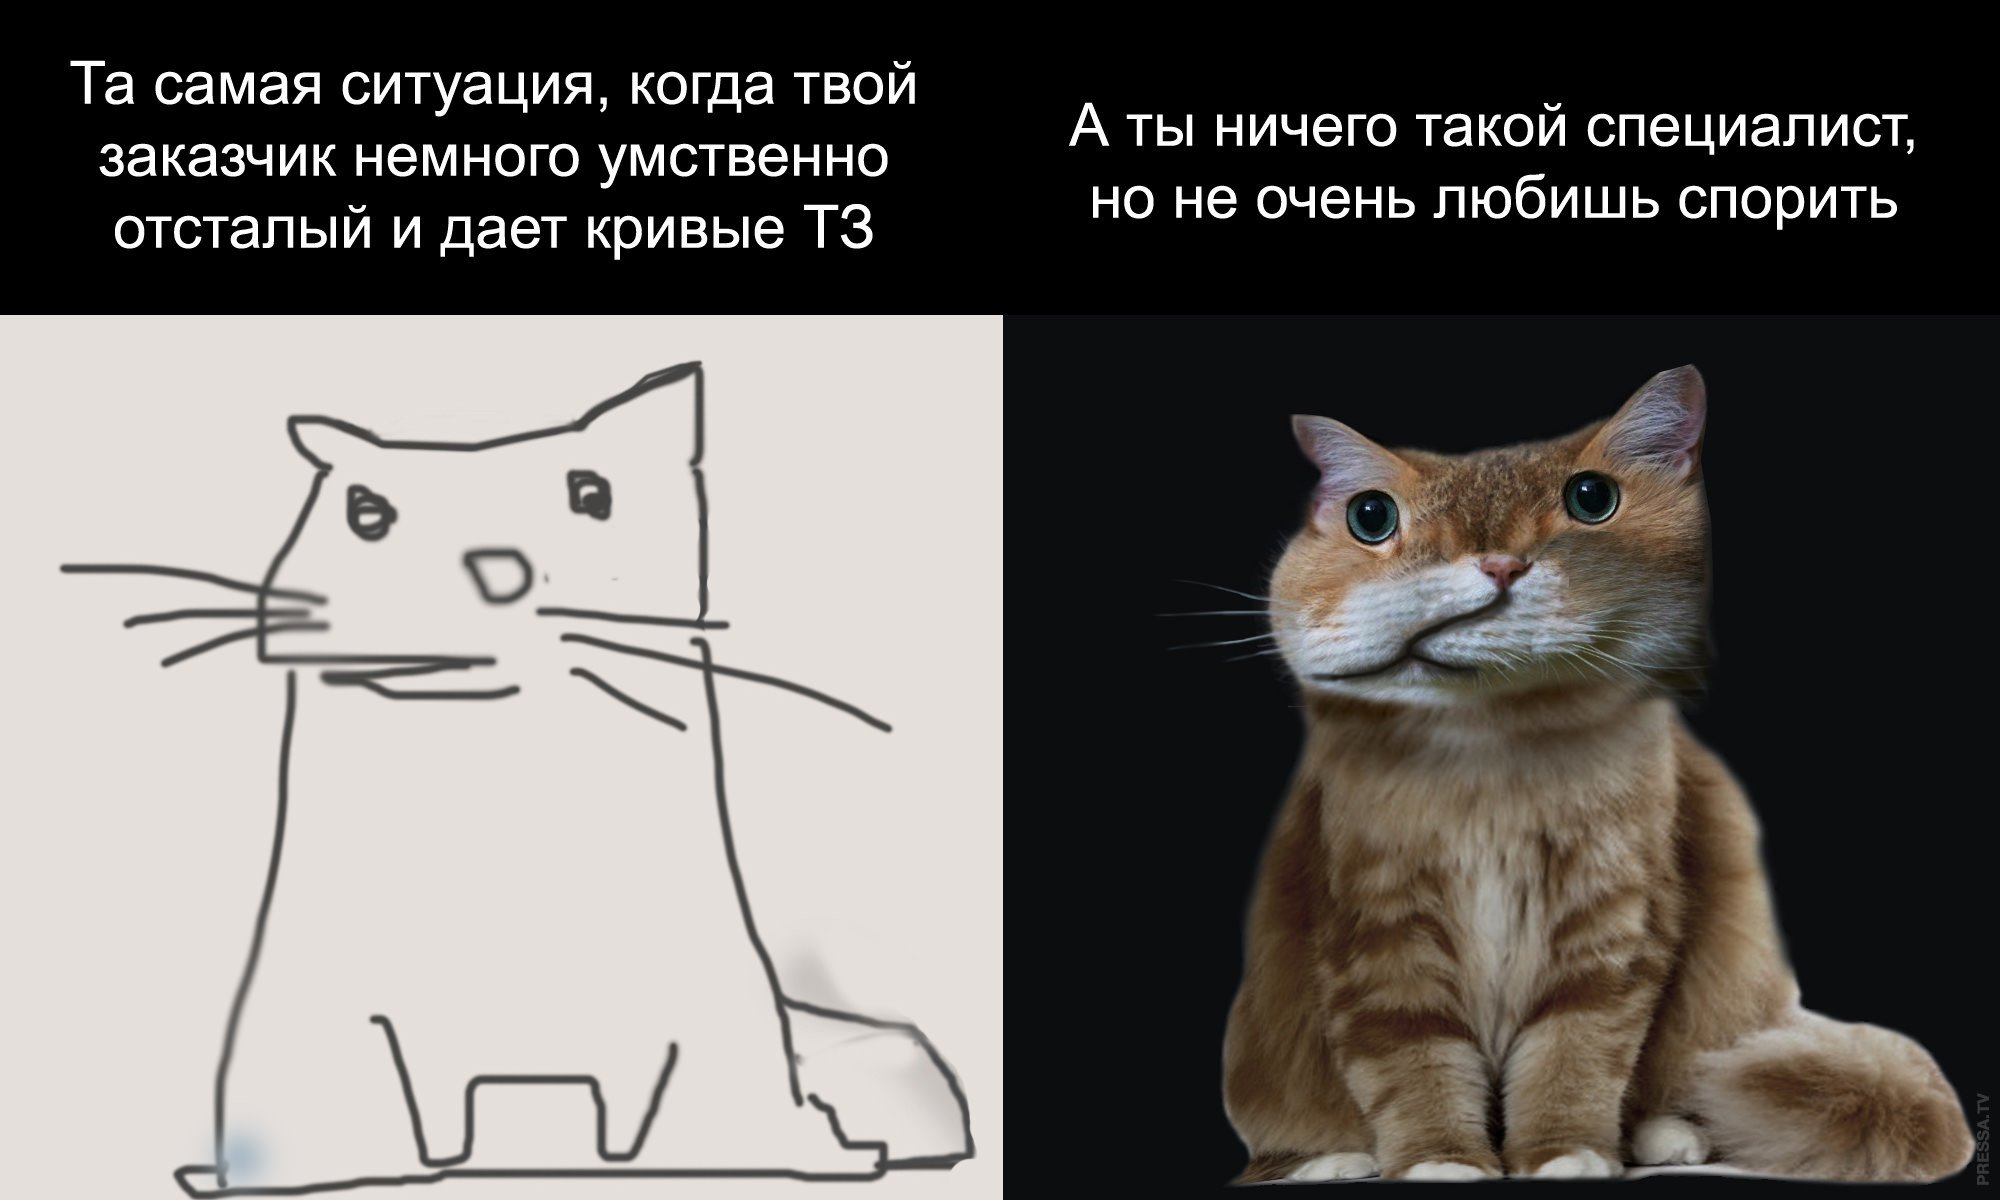 Та самая ситуация, когда твой
заказчик немного умственно
отсталый и дает кривые ТЗ
А ты ничего такой специалист,
но не очень любишь спорить
PRESSA.TV